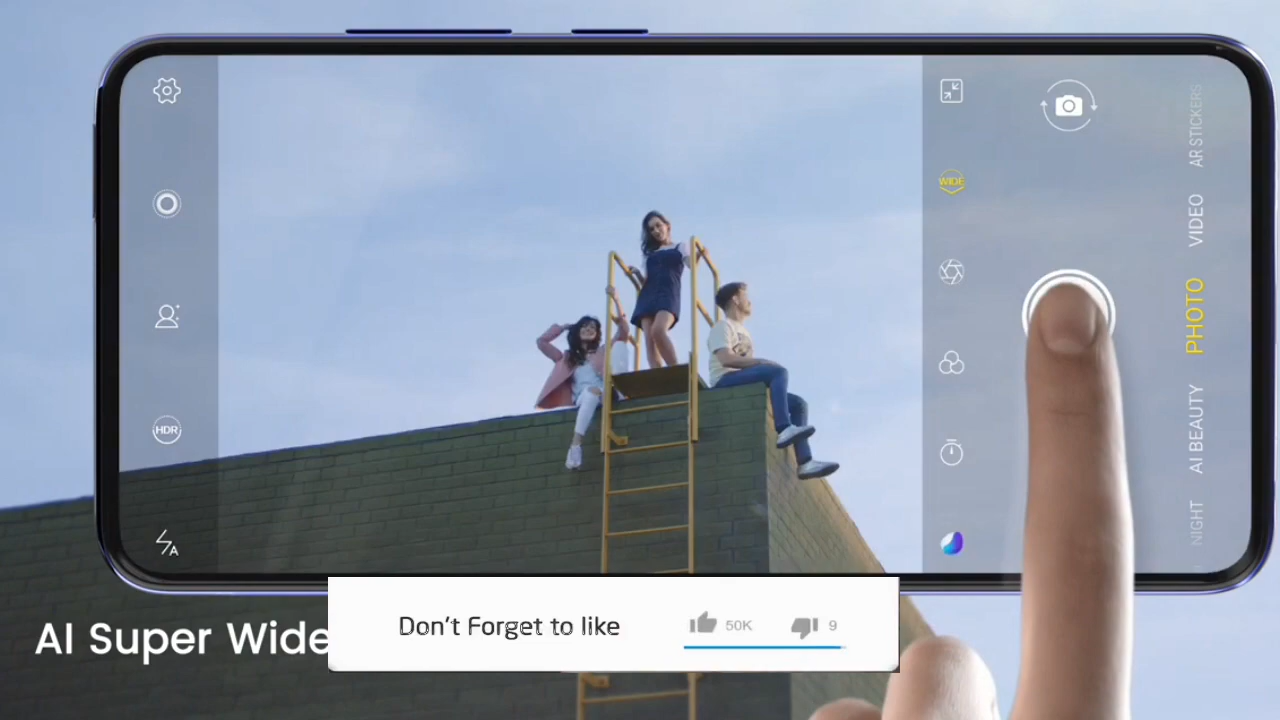 WIDE
HDR
A
AR STICKERS
VIDEO
PHOTO
AI BEAUTY
NIGHT
AI Super Wide
Don't Forget to like
50K
9